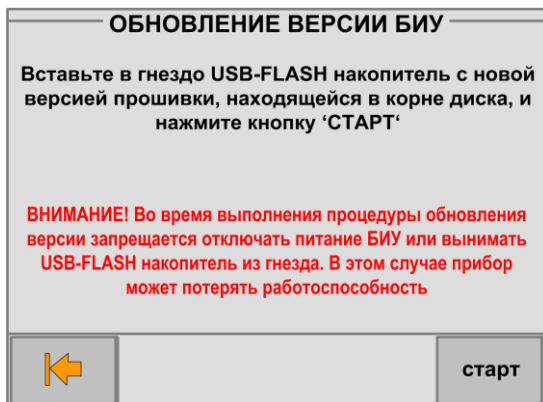 ОБНОВЛЕНИЕ ВЕРСИИ БИУ
Вставьте в гнездо USB-FLASH накопитель с новой
версией прошивки, находящейся в корне диска, и
нажмите кнопку ‘СТАРТ‘
ВНИМАНИЕ! Во время выполнения процедуры обновления
версии запрещается отключать питание БИУ или вынимать
USB-FLASH накопитель из гнезда. В этом случае прибор
может потерять работоспособность
старт